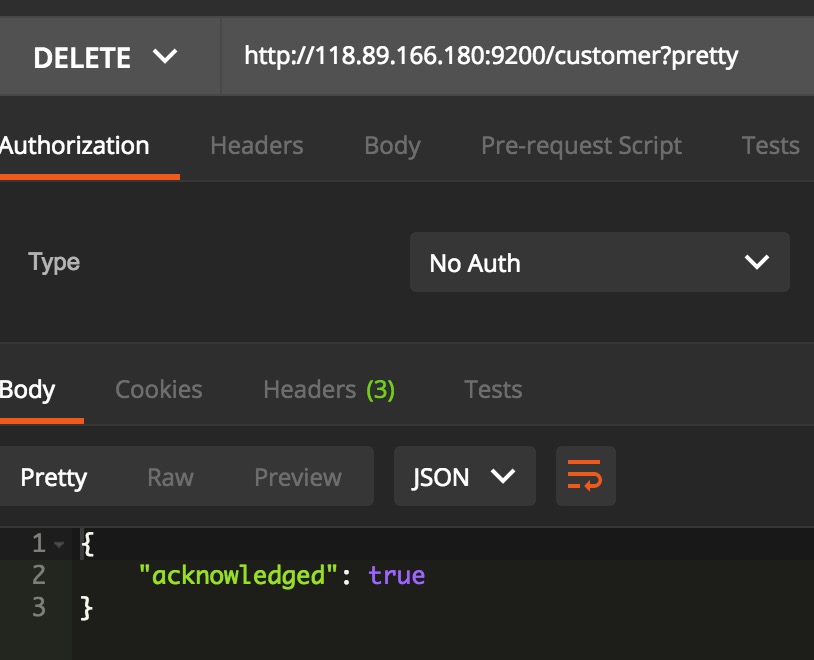 DELETE http://118.89.166.180:9200/customer?pretty
Authorization Headers Body Pre-request Script Tests
Type No Auth
Body Cookies Headers (3) Tests
Pretty Raw Preview JSON
1 {
2 "acknowledged": true
3 }